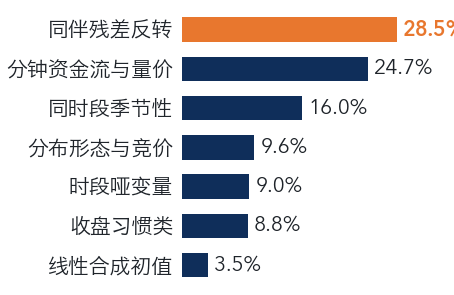 同伴残差反转 28.5%
分钟资金流与量价 24.7%
同时段季节性 16.0%
分布形态与竞价 9.6%
时段哑变量 9.0%
收盘习惯类 8.8%
线性合成初值 3.5%